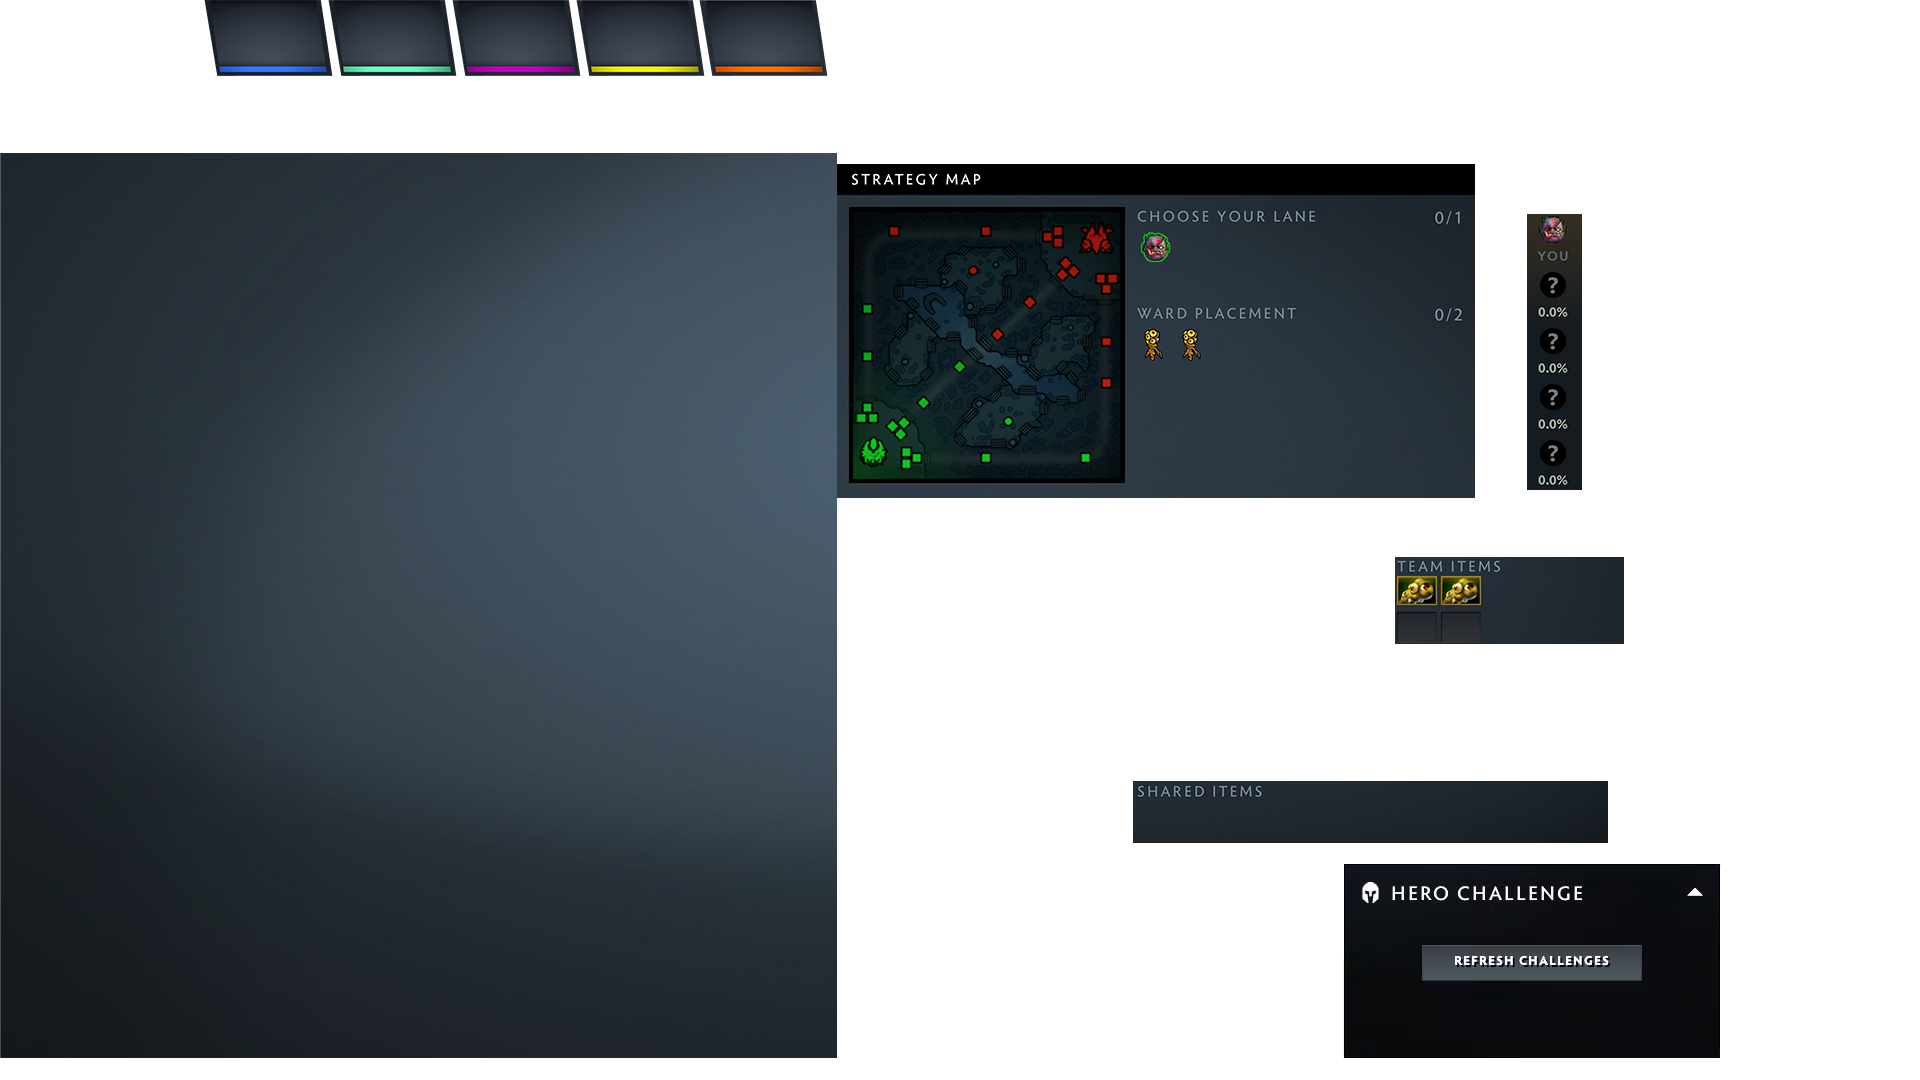 STRATEGY MAP
CHOOSE YOUR LANE 0/1
WARD PLACEMENT 0/2
YOU
?
0.0%
?
0.0%
?
0.0%
?
0.0%
TEAM ITEMS
SHARED ITEMS
HERO CHALLENGE
REFRESH CHALLENGES